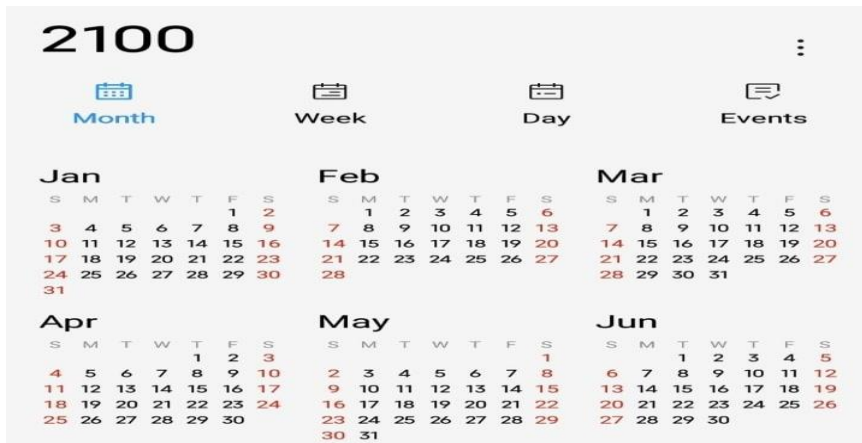 2100
Month Week Day Events
Jan Feb Mar
S M T W T F S S M T W T F S S M T W T F S
1 2 1 2 3 4 5 6 1 2 3 4 5 6
3 4 5 6 7 8 9 7 8 9 10 11 12 13 7 8 9 10 11 12 13
10 11 12 13 14 15 16 14 15 16 17 18 19 20 14 15 16 17 18 19 20
17 18 19 20 21 22 23 21 22 23 24 25 26 27 21 22 23 24 25 26 27
24 25 26 27 28 29 30 28 28 29 30 31
31
Apr May Jun
S M T W T F S S M T W T F S S M T W T F S
1 2 3 1 1 2 3 4 5
4 5 6 7 8 9 10 2 3 4 5 6 7 8 6 7 8 9 10 11 12
11 12 13 14 15 16 17 9 10 11 12 13 14 15 13 14 15 16 17 18 19
18 19 20 21 22 23 24 16 17 18 19 20 21 22 20 21 22 23 24 25 26
25 26 27 28 29 30 23 24 25 26 27 28 29 27 28 29 30
30 31